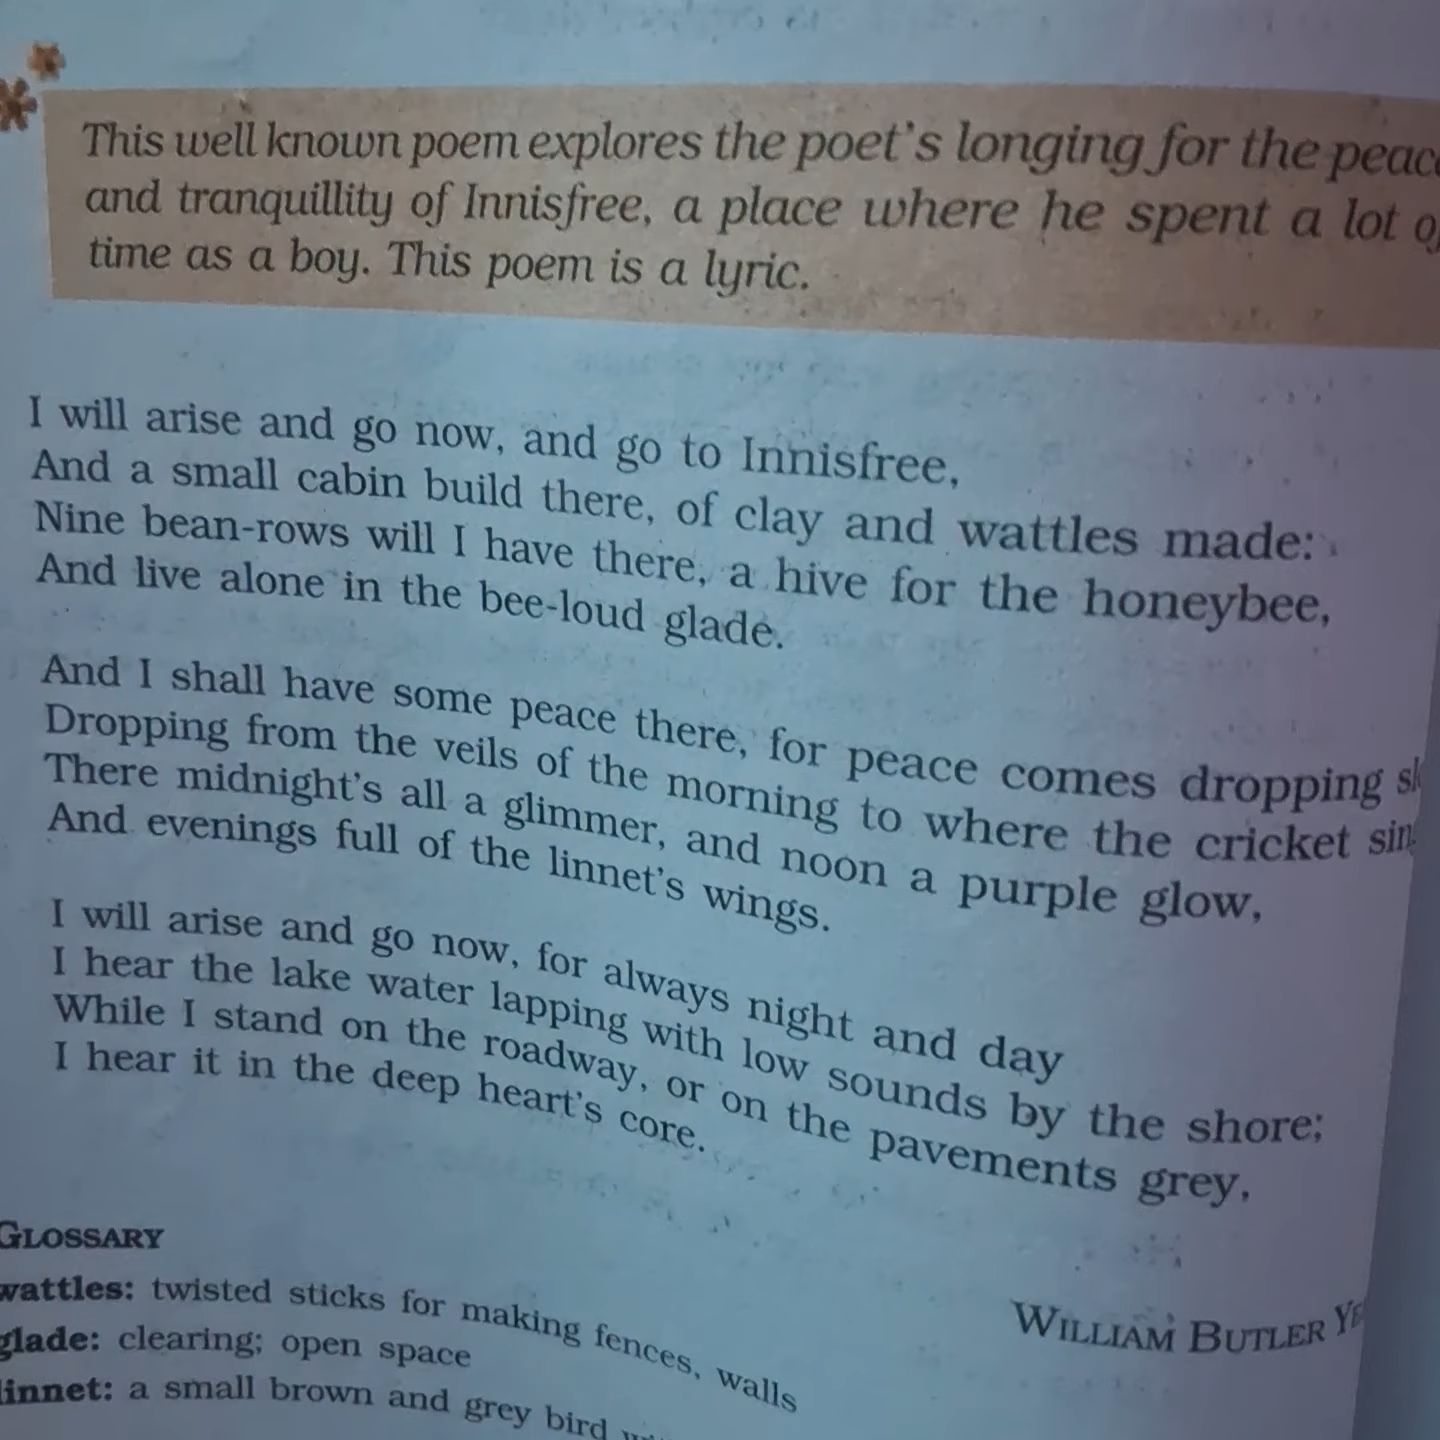 This well known poem explores the poet's longing for the peace
and tranquillity of Innisfree, a place where he spent a lot
time as a boy. This poem is a lyric.
I will arise and go now, and go to Innisfree,
And a small cabin build there, of clay and wattles made:
Nine bean-rows will I have there, a hive for the honeybee,
And live alone in the bee-loud glade.
And I shall have some peace there, for peace comes dropping
Dropping from the veils of the morning to where the cricket
There midnight's all a glimmer, and noon a purple glow,
And evenings full of the linnet's wings.
I will arise and go now, for always night and day
I hear the lake water lapping with low sounds by the shore;
While I stand on the roadway, or on the pavements grey,
I hear it in the deep heart's core.
WILLIAM BUTLER
GLOSSARY
wattles: twisted sticks for making fences, walls
glade: clearing; open space
linnet: a small brown and grey bird